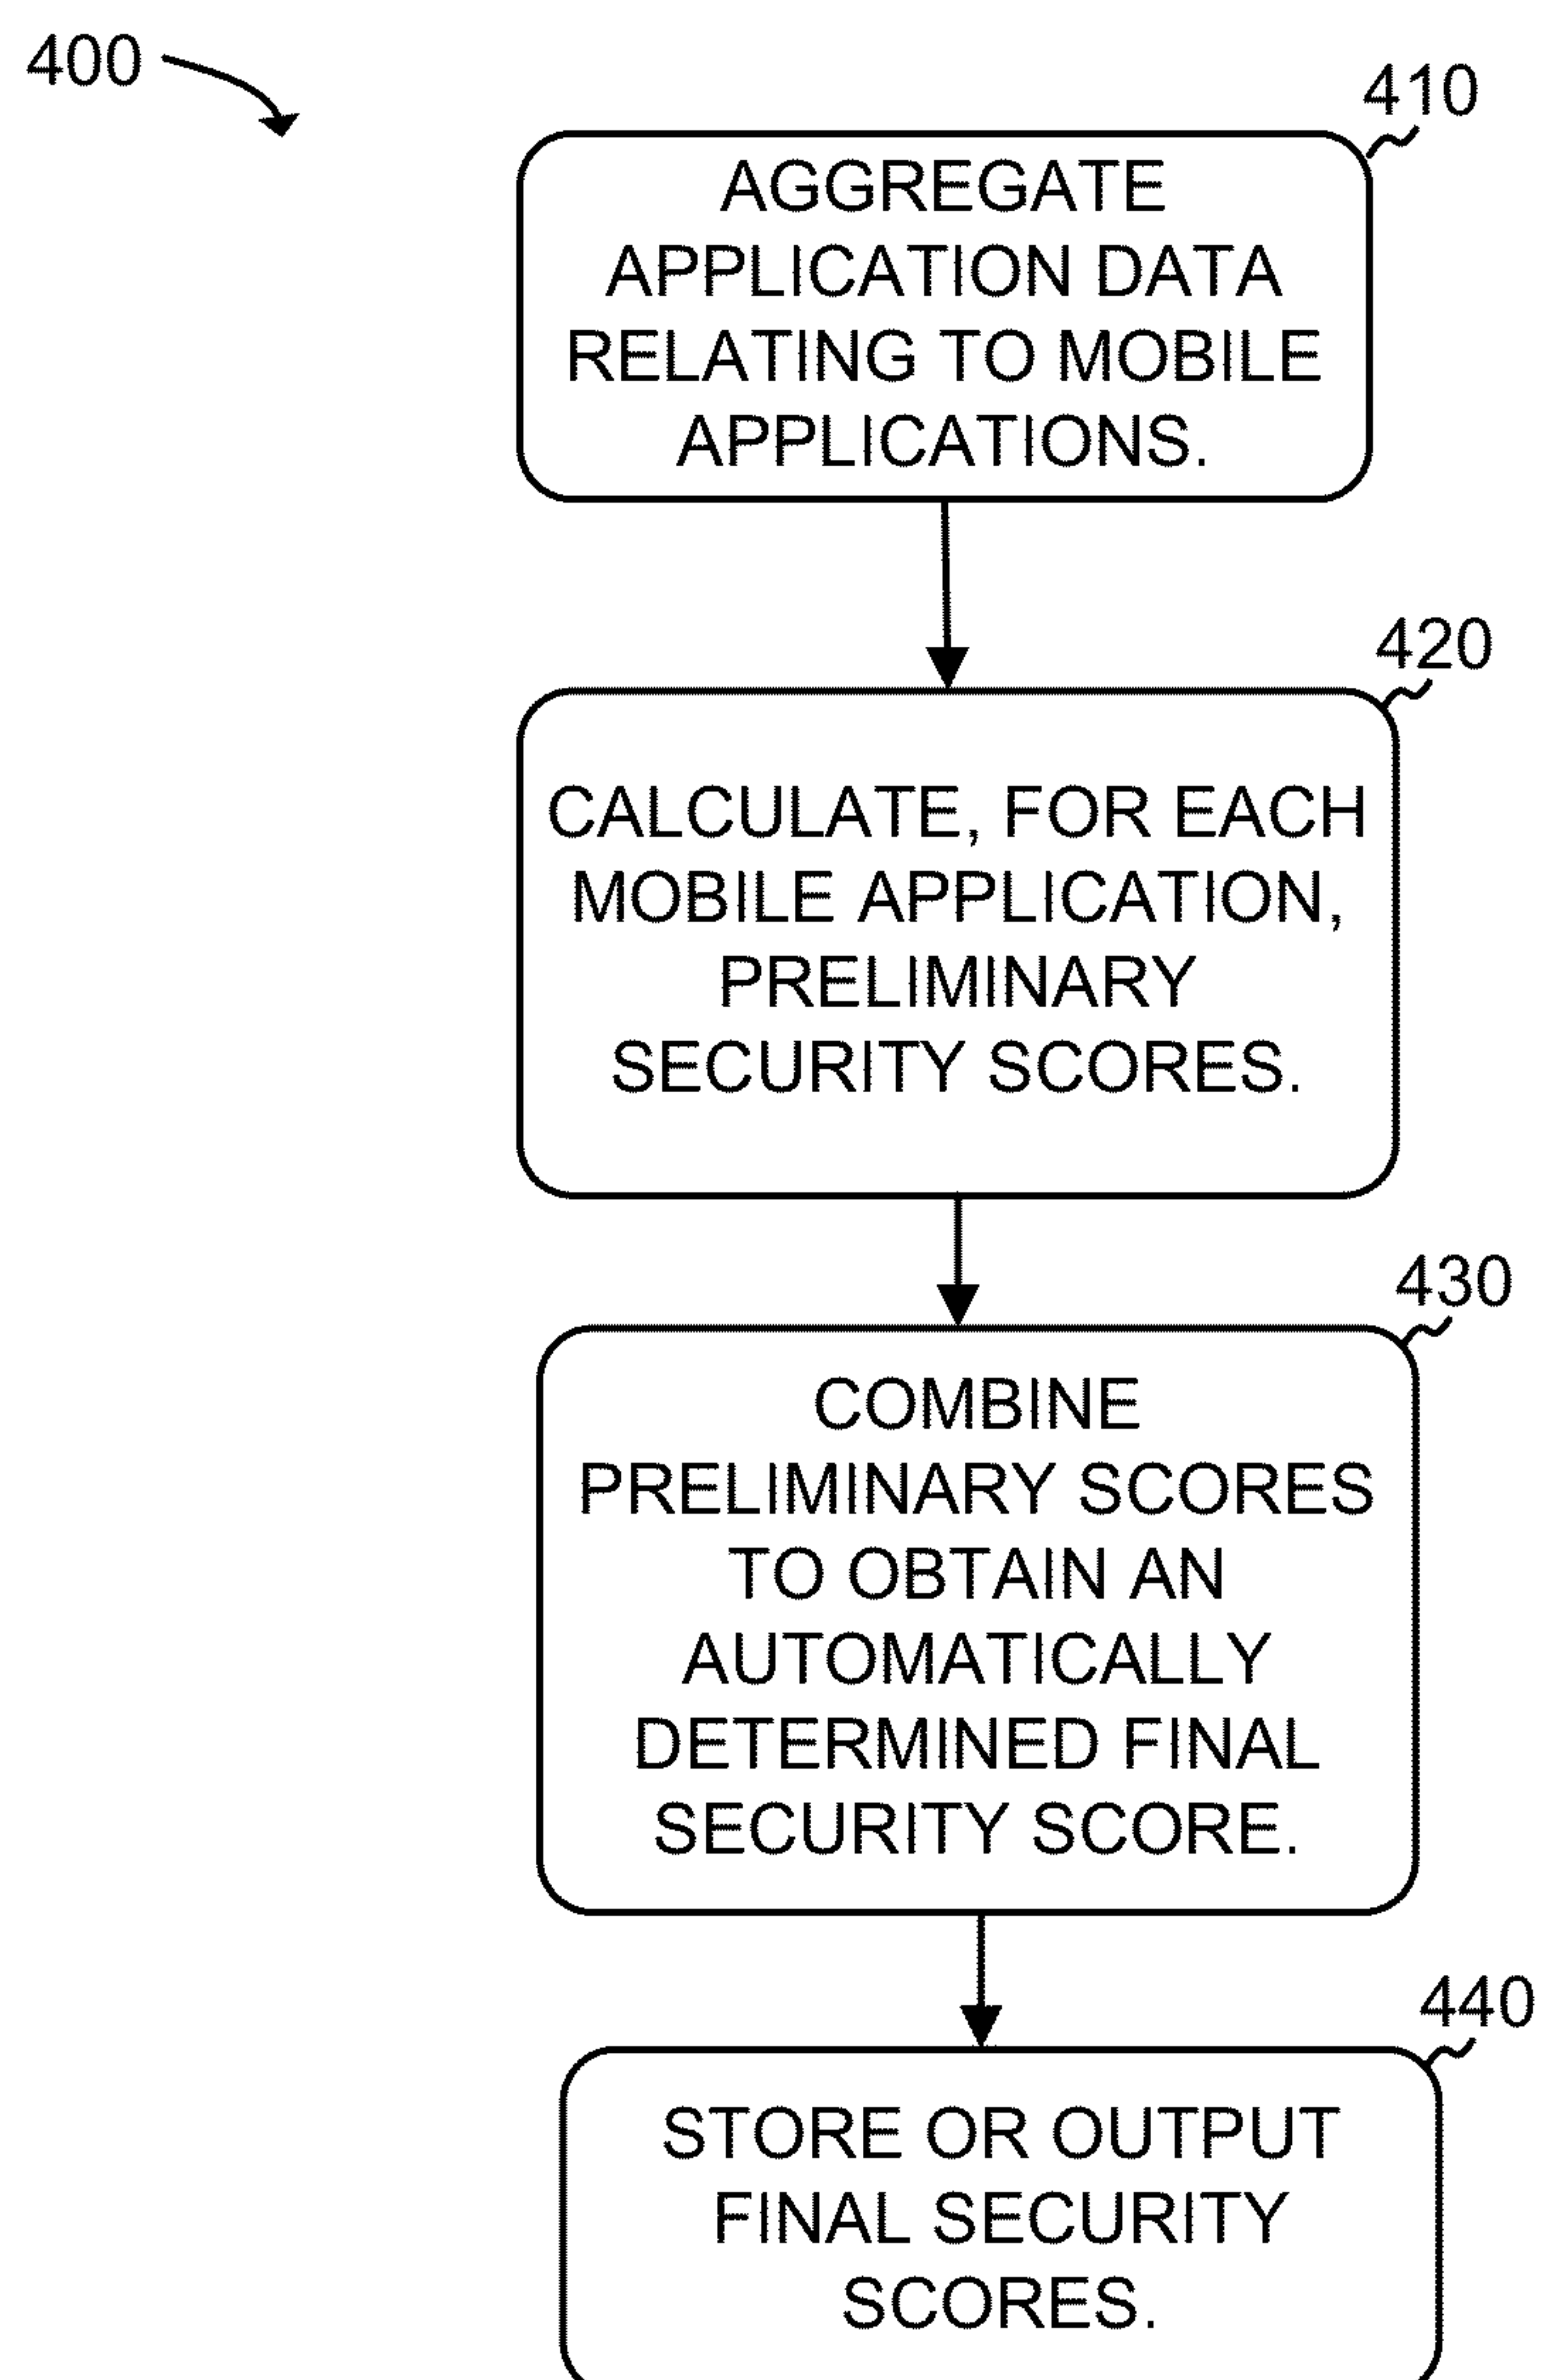 400
410
AGGREGATE
APPLICATION DATA
RELATING TO MOBILE
APPLICATIONS.
420
CALCULATE, FOR EACH
MOBILE APPLICATION,
PRELIMINARY
SECURITY SCORES.
430
COMBINE
PRELIMINARY SCORES
TO OBTAIN AN
AUTOMATICALLY
DETERMINED FINAL
SECURITY SCORE.
440
STORE OR OUTPUT
FINAL SECURITY
SCORES.